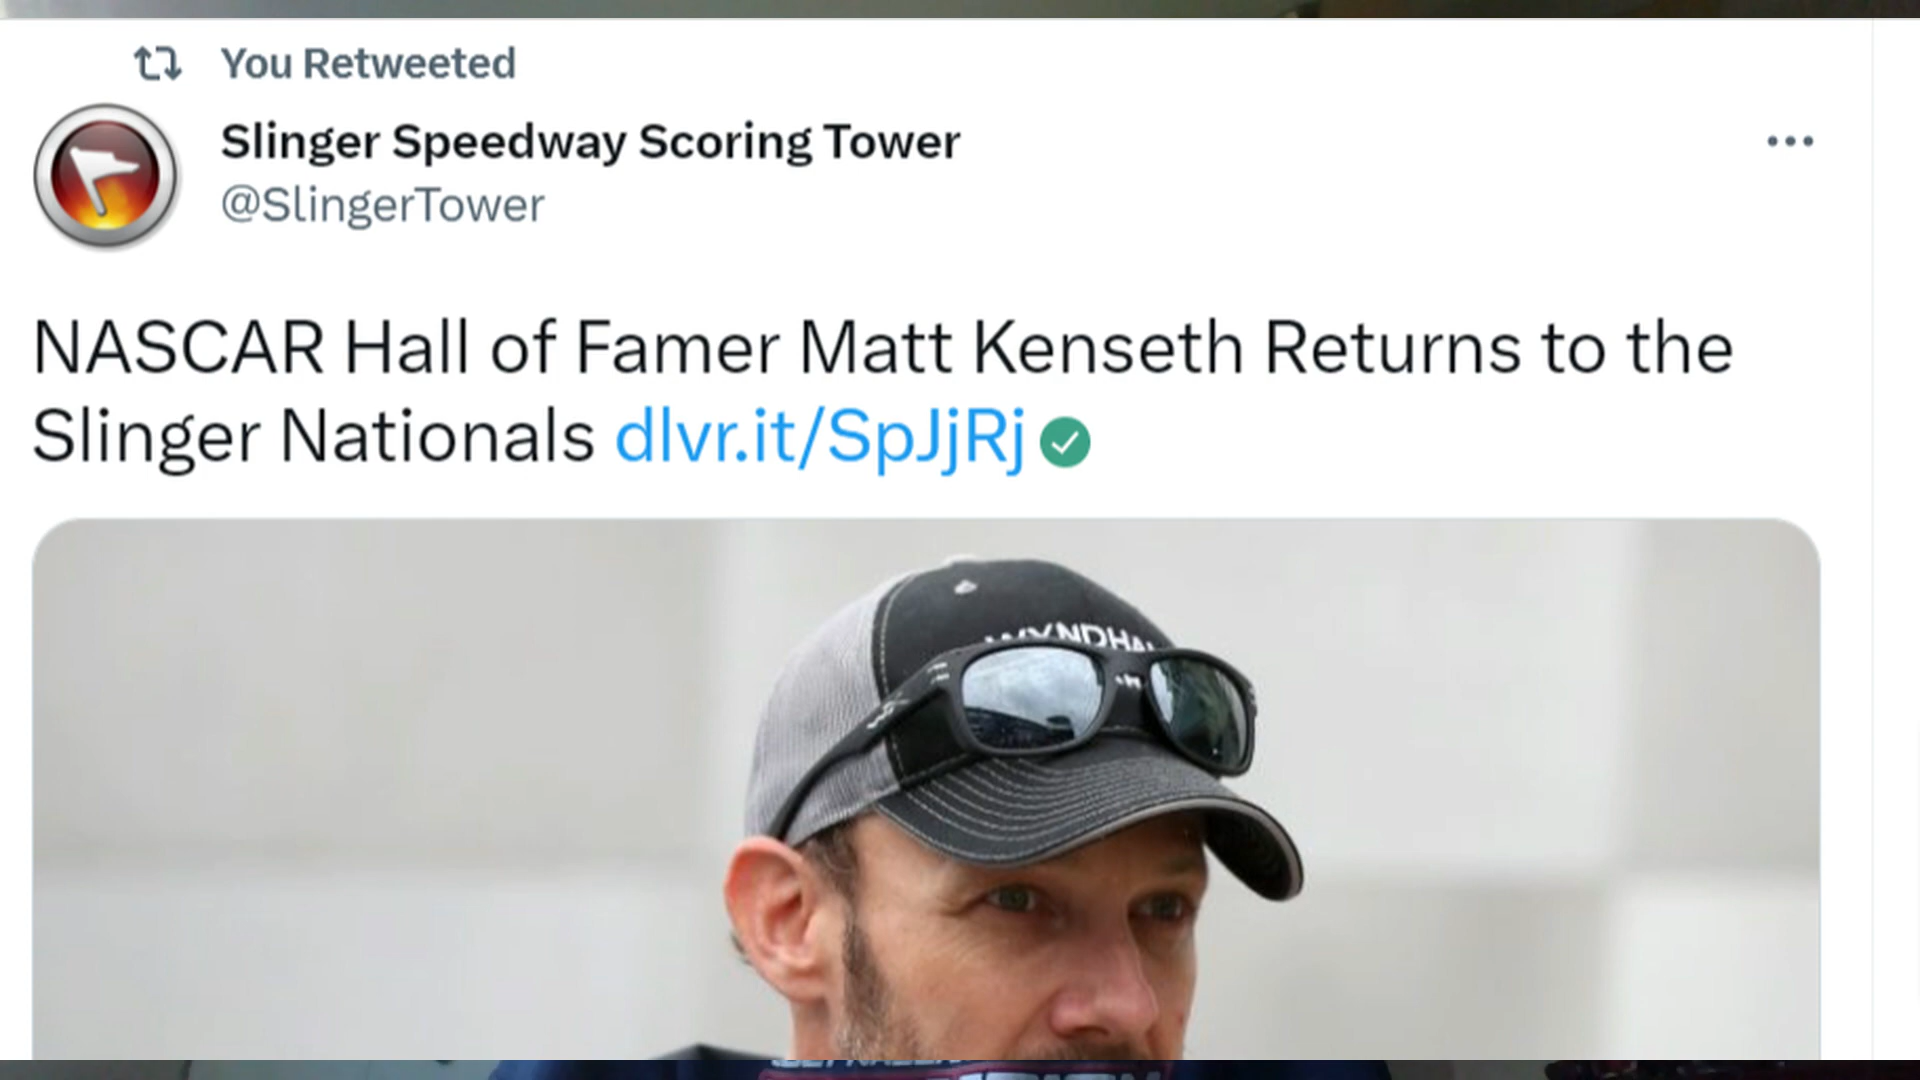 You Retweeted
Slinger Speedway Scoring Tower
@SlingerTower
NASCAR Hall of Famer Matt Kenseth Returns to the
Slinger Nationals dlvr.it/SpJjRj